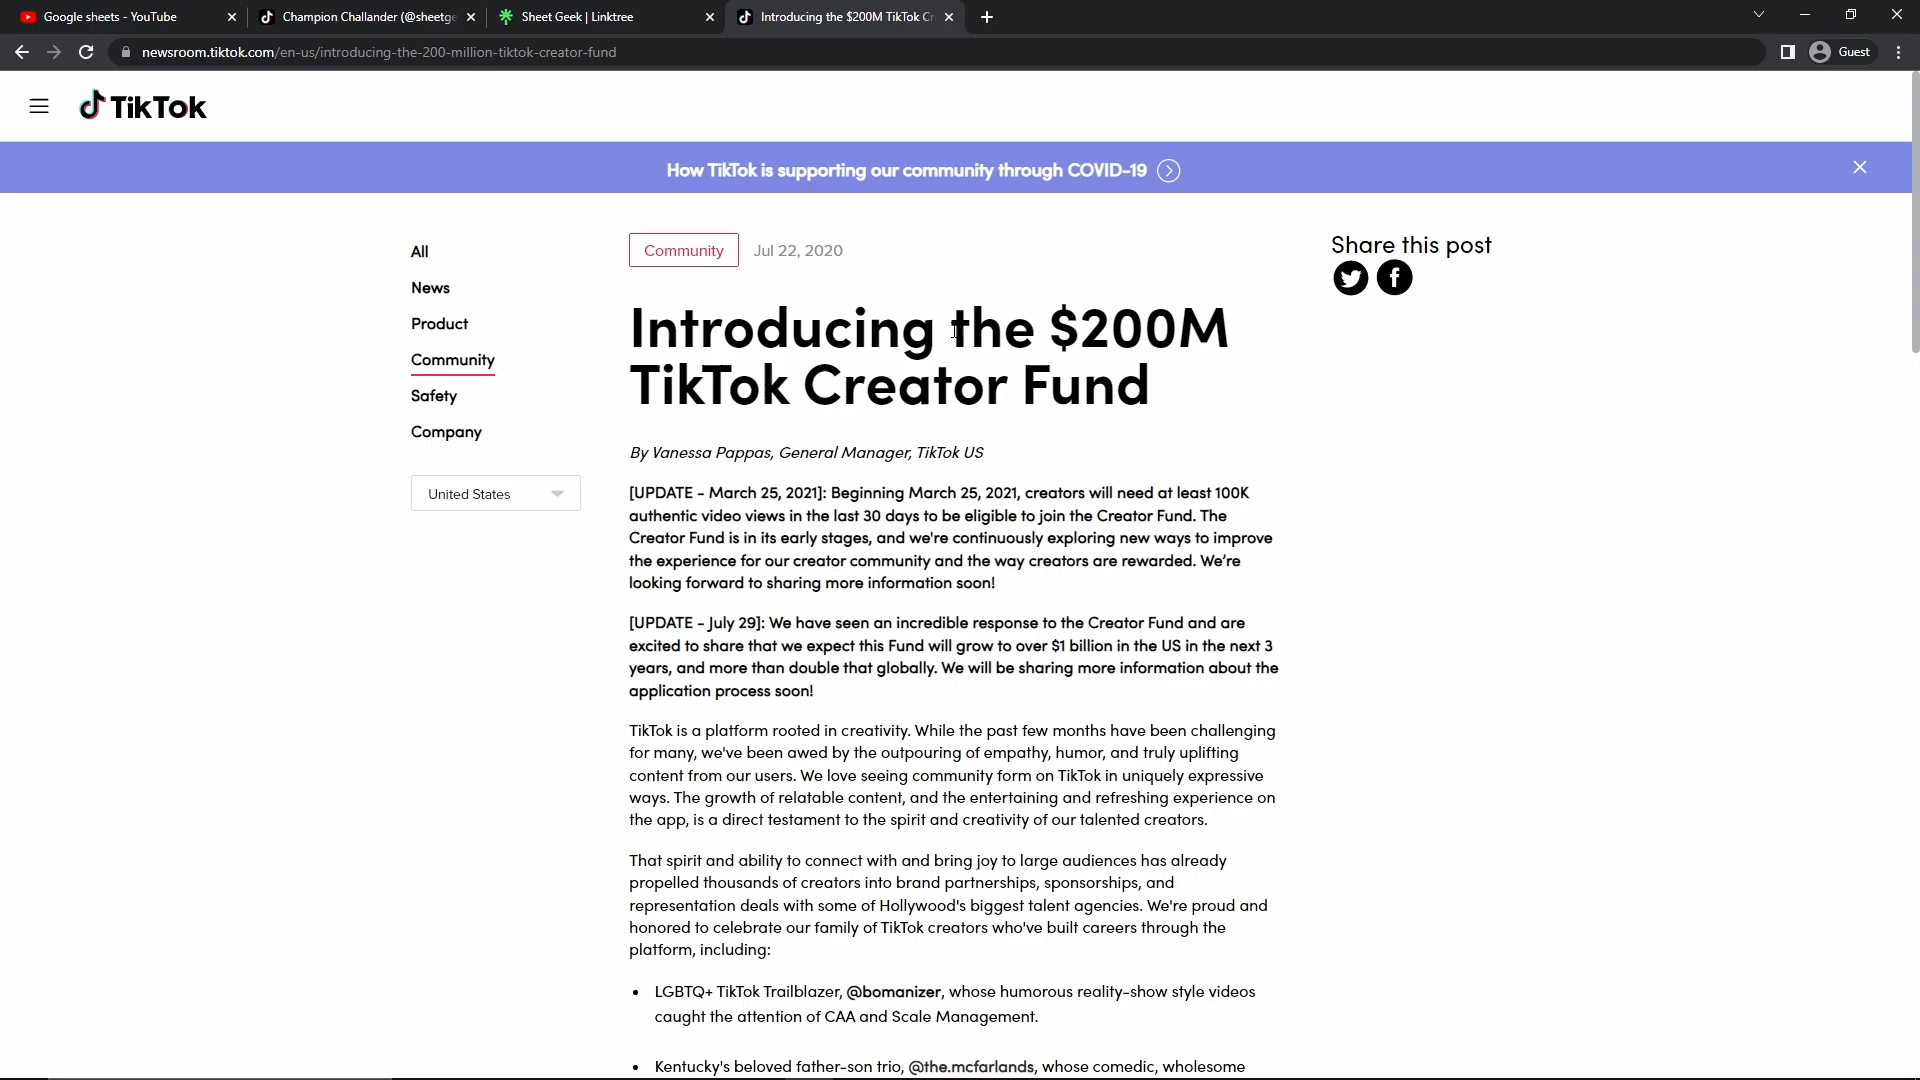 Google sheets - YouTube
Champion Challander (@sheetge
Sheet Geek | Linktree
Introducing the $200M TikTok Cr
newsroom.tiktok.com/en-us/introducing-the-200-million-tiktok-creator-fund
Guest
TikTok
How TikTok is supporting our community through COVID-19
All
News
Product
Community
Safety
Company
United States
Community Jul 22, 2020
Introducing the $200M
TikTok Creator Fund
By Vanessa Pappas, General Manager, TikTok US
[UPDATE - March 25, 2021]: Beginning March 25, 2021, creators will need at least 100K
authentic video views in the last 30 days to be eligible to join the Creator Fund. The
Creator Fund is in its early stages, and we're continuously exploring new ways to improve
the experience for our creator community and the way creators are rewarded. We’re
looking forward to sharing more information soon!
[UPDATE - July 29]: We have seen an incredible response to the Creator Fund and are
excited to share that we expect this Fund will grow to over $1 billion in the US in the next 3
years, and more than double that globally. We will be sharing more information about the
application process soon!
TikTok is a platform rooted in creativity. While the past few months have been challenging
for many, we've been awed by the outpouring of empathy, humor, and truly uplifting
content from our users. We love seeing community form on TikTok in uniquely expressive
ways. The growth of relatable content, and the entertaining and refreshing experience on
the app, is a direct testament to the spirit and creativity of our talented creators.
That spirit and ability to connect with and bring joy to large audiences has already
propelled thousands of creators into brand partnerships, sponsorships, and
representation deals with some of Hollywood's biggest talent agencies. We're proud and
honored to celebrate our family of TikTok creators who've built careers through the
platform, including:
• LGBTQ+ TikTok Trailblazer, @bomanizer, whose humorous reality-show style videos
caught the attention of CAA and Scale Management.
• Kentucky's beloved father-son trio, @the.mcfarlands, whose comedic, wholesome
Share this post